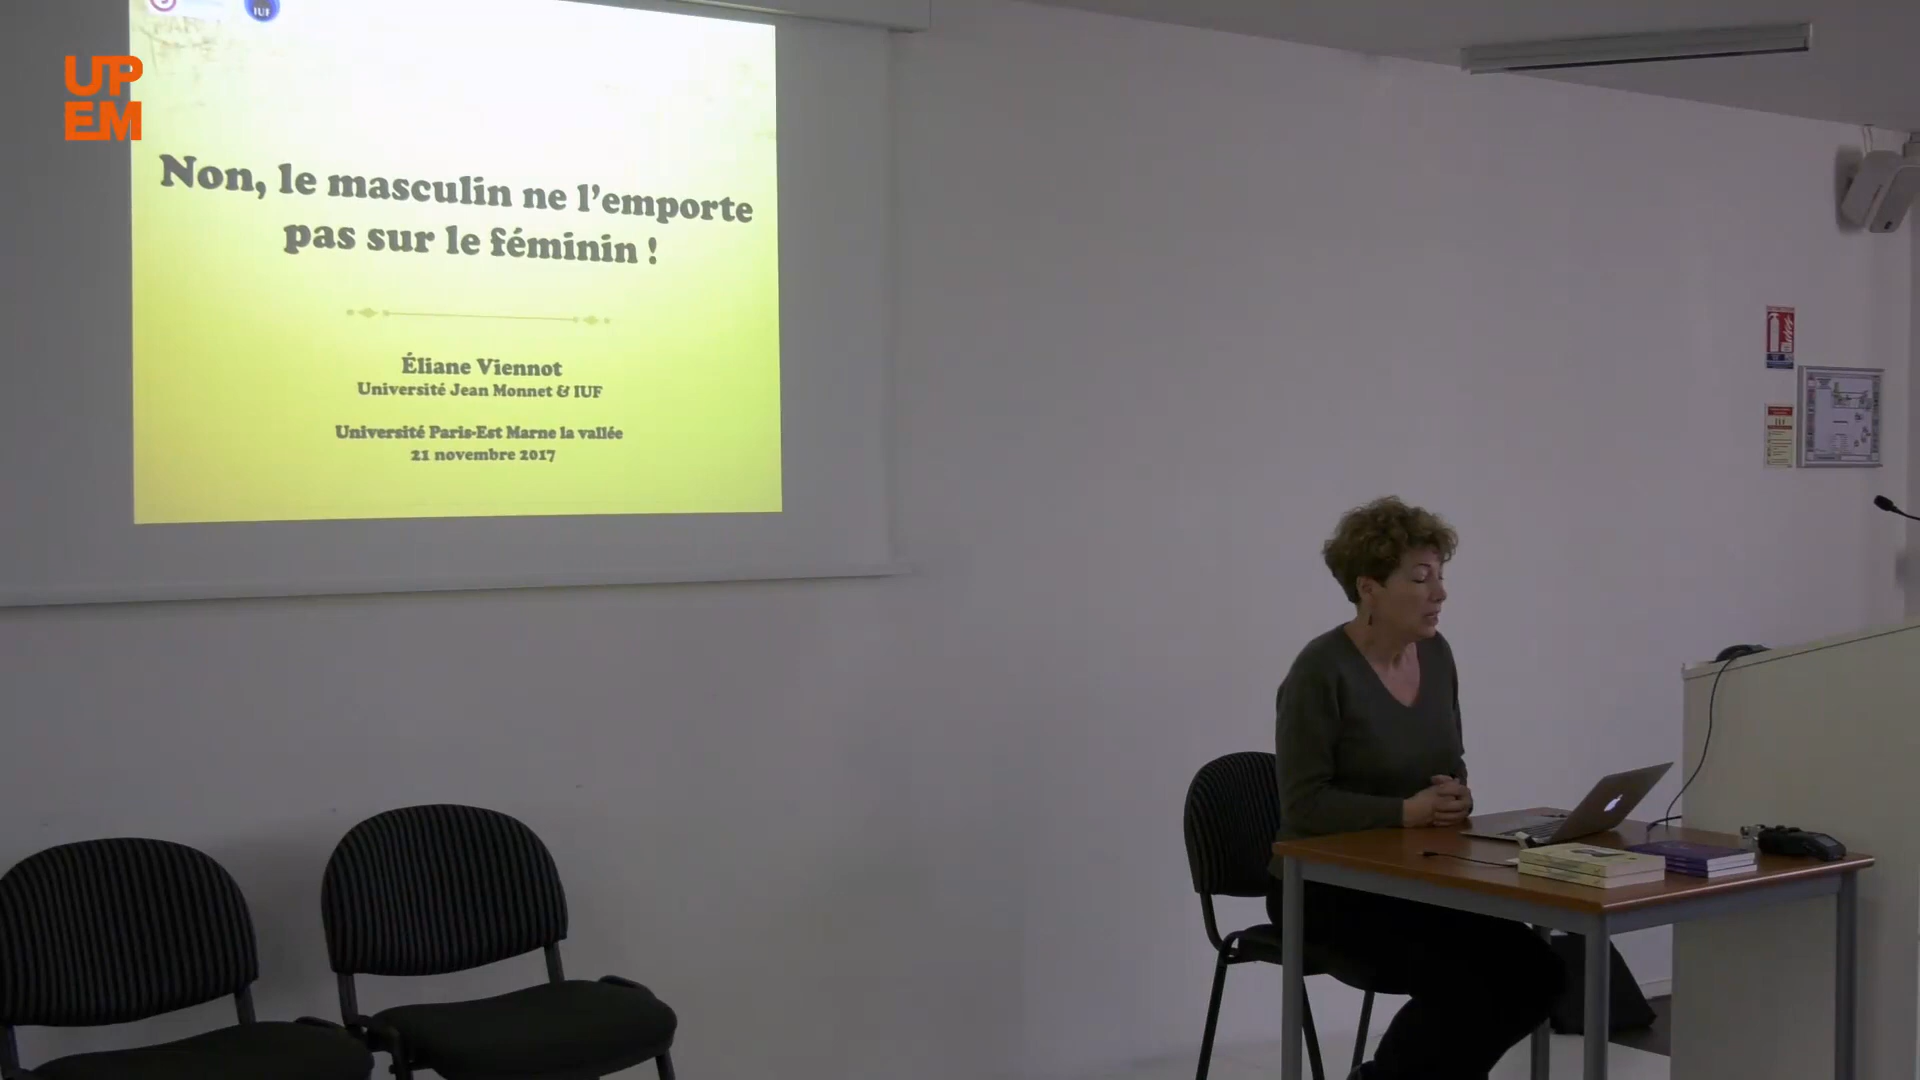 UP
EM
IUF
Non, le masculin ne l'emporte
pas sur le féminin !
Éliane Viennot
Université Jean Monnet & IUF
Université Paris-Est Marne la vallée
21 novembre 2017